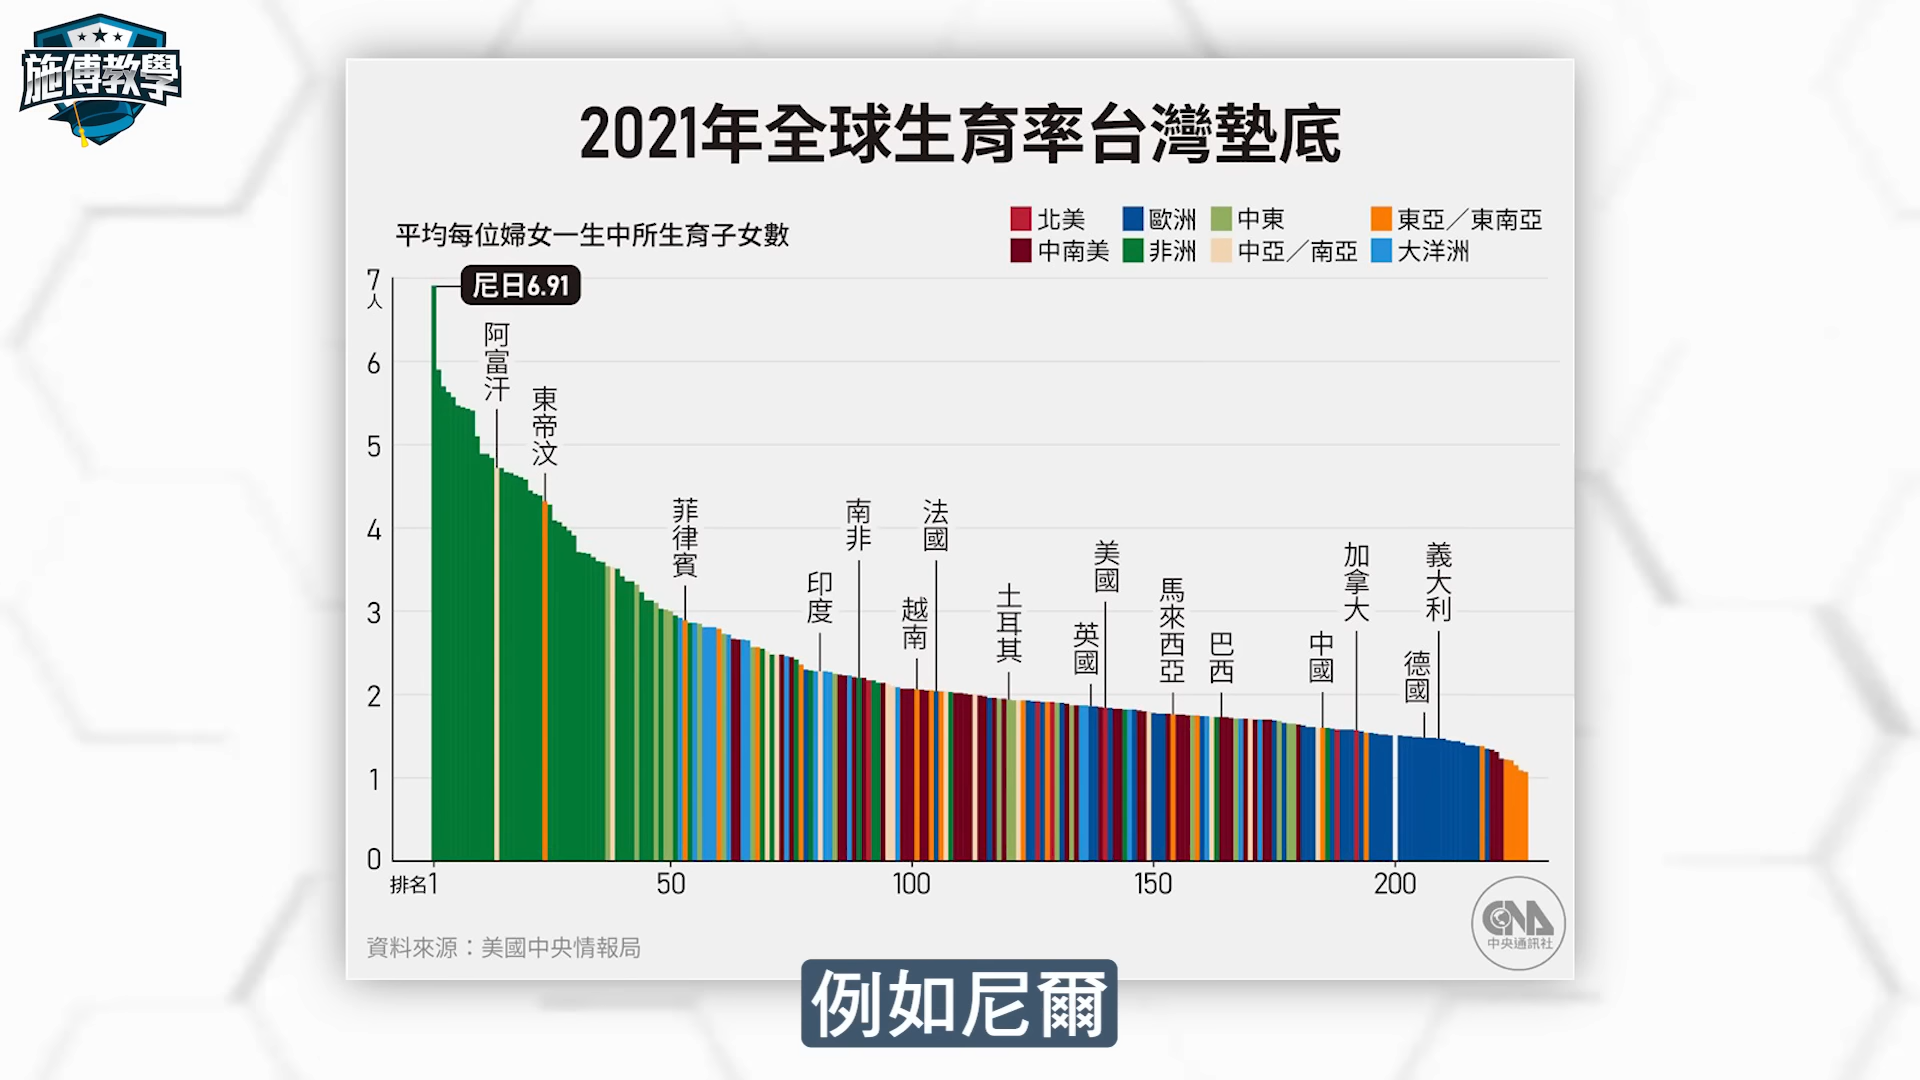 施傅教學
2021年全球生育率台灣墊底
平均每位婦女一生中所生育子女數
北美 歐洲 中東 東亞／東南亞
中南美 非洲 中亞／南亞 大洋洲
7
人
尼日6.91
阿富汗
東帝汶
菲律賓
印度
南非
越南
法國
土耳其
英國
美國
馬來西亞
巴西
中國
加拿大
德國
義大利
6
5
4
3
2
1
0
排名1 50 100 150 200
資料來源：美國中央情報局
CNA
中央通訊社
例如尼爾